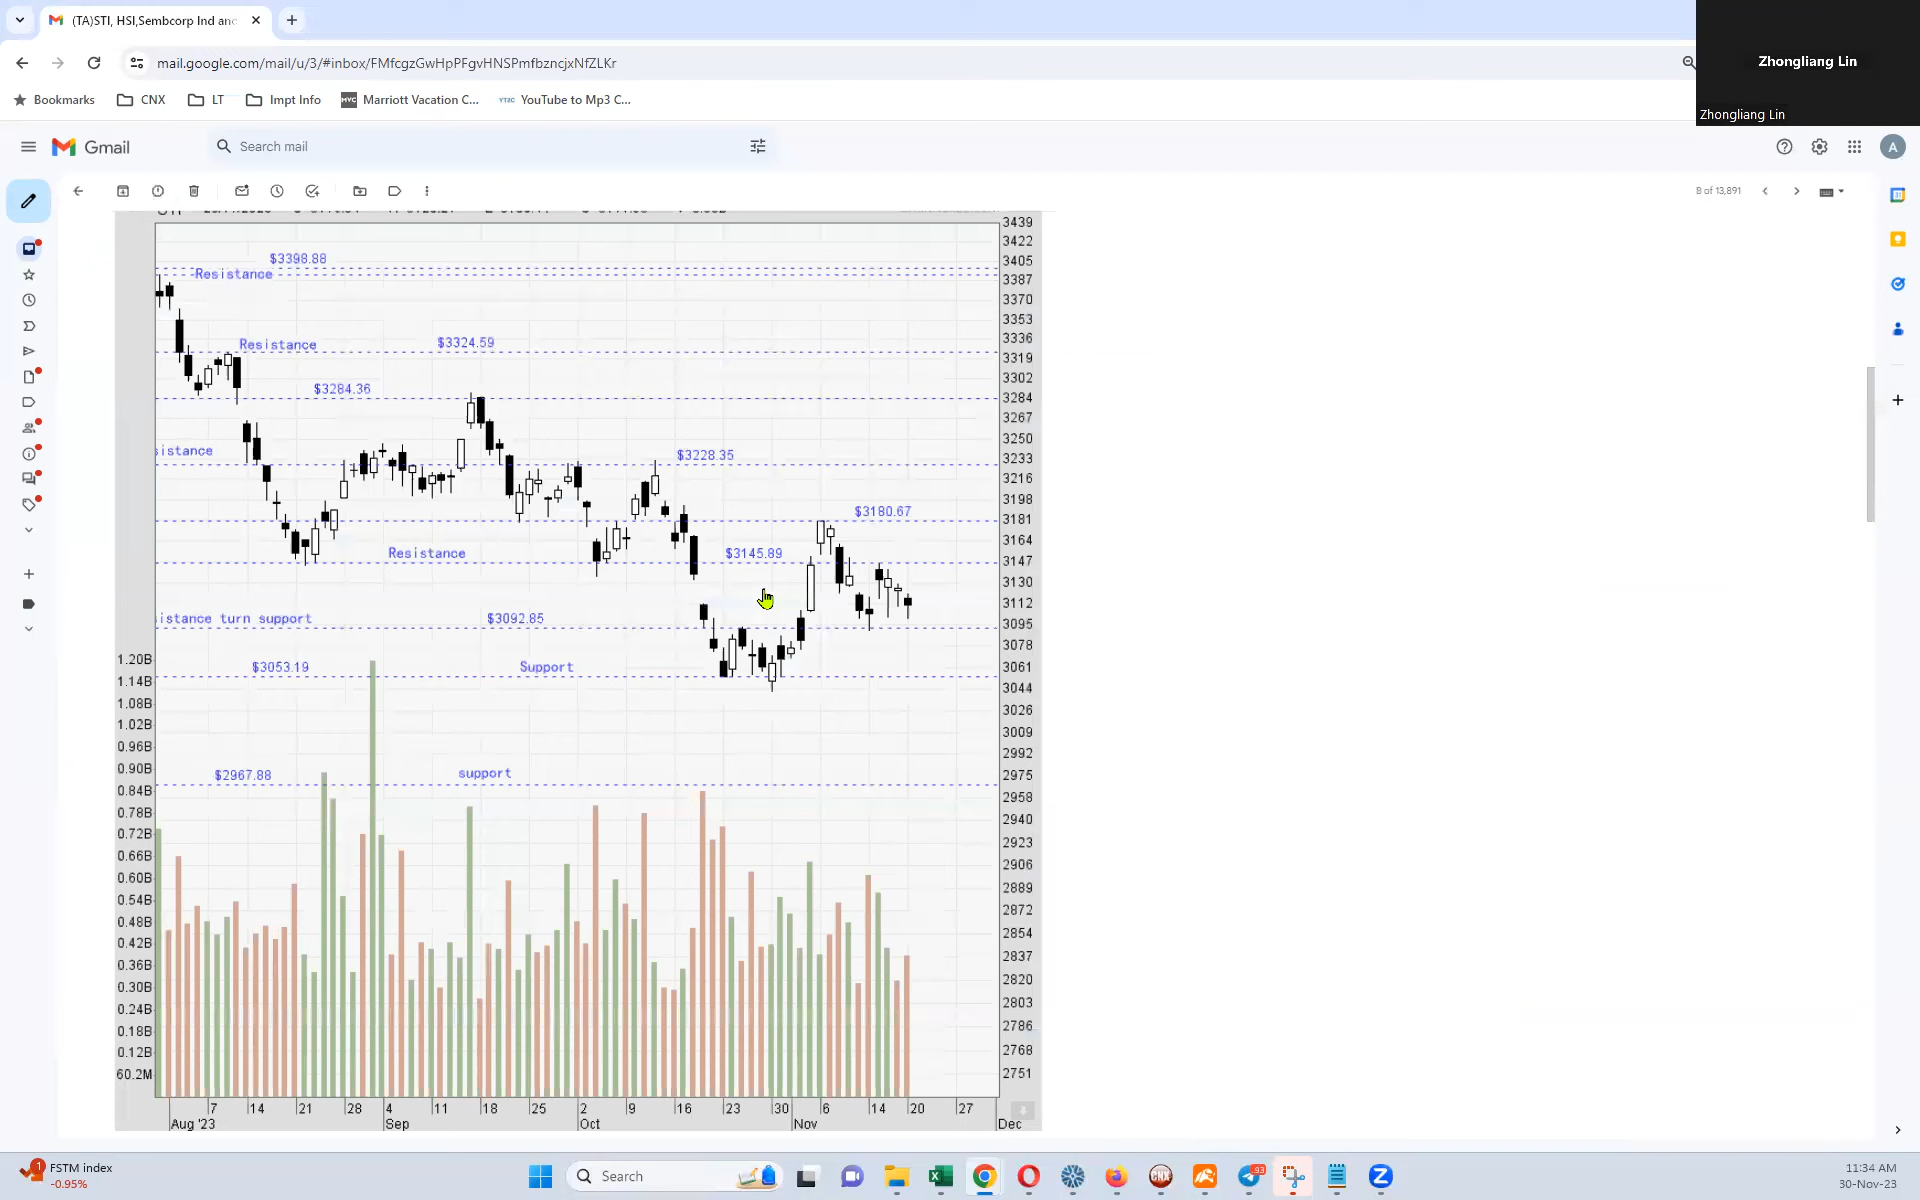 (TA)STI, HSI,Sembcorp Ind and
mail.google.com/mail/u/3/#inbox/FMfcgzGwHpPFgvHNSPmfbzncjxNfZLKr
Bookmarks
CNX
LT
Impt Info
MVC
Marriott Vacation C...
YouTube to Mp3 C...
Zhongliang Lin
Zhongliang Lin
Gmail
Search mail
A
8 of 13,891
$3398.88
Resistance
Resistance
$3324.59
$3284.36
sistance
$3228.35
$3180.67
Resistance
$3145.89
istance turn support
$3092.85
$3053.19
Support
$2967.88
support
3439
3422
3405
3387
3370
3353
3336
3319
3302
3284
3267
3250
3233
3216
3198
3181
3164
3147
3130
3112
3095
3078
3061
3044
3026
3009
2992
2975
2958
2940
2923
2906
2889
2872
2854
2837
2820
2803
2786
2768
2751
1.20B
1.14B
1.08B
1.02B
0.96B
0.90B
0.84B
0.78B
0.72B
0.66B
0.60B
0.54B
0.48B
0.42B
0.36B
0.30B
0.24B
0.18B
0.12B
60.2M
7 14 21 28 4 11 18 25 2 9 16 23 30 6 14 20 27
Aug '23 Sep Oct Nov Dec
1
FSTM index
-0.95%
Search
CNX
93
11:34 AM
30-Nov-23